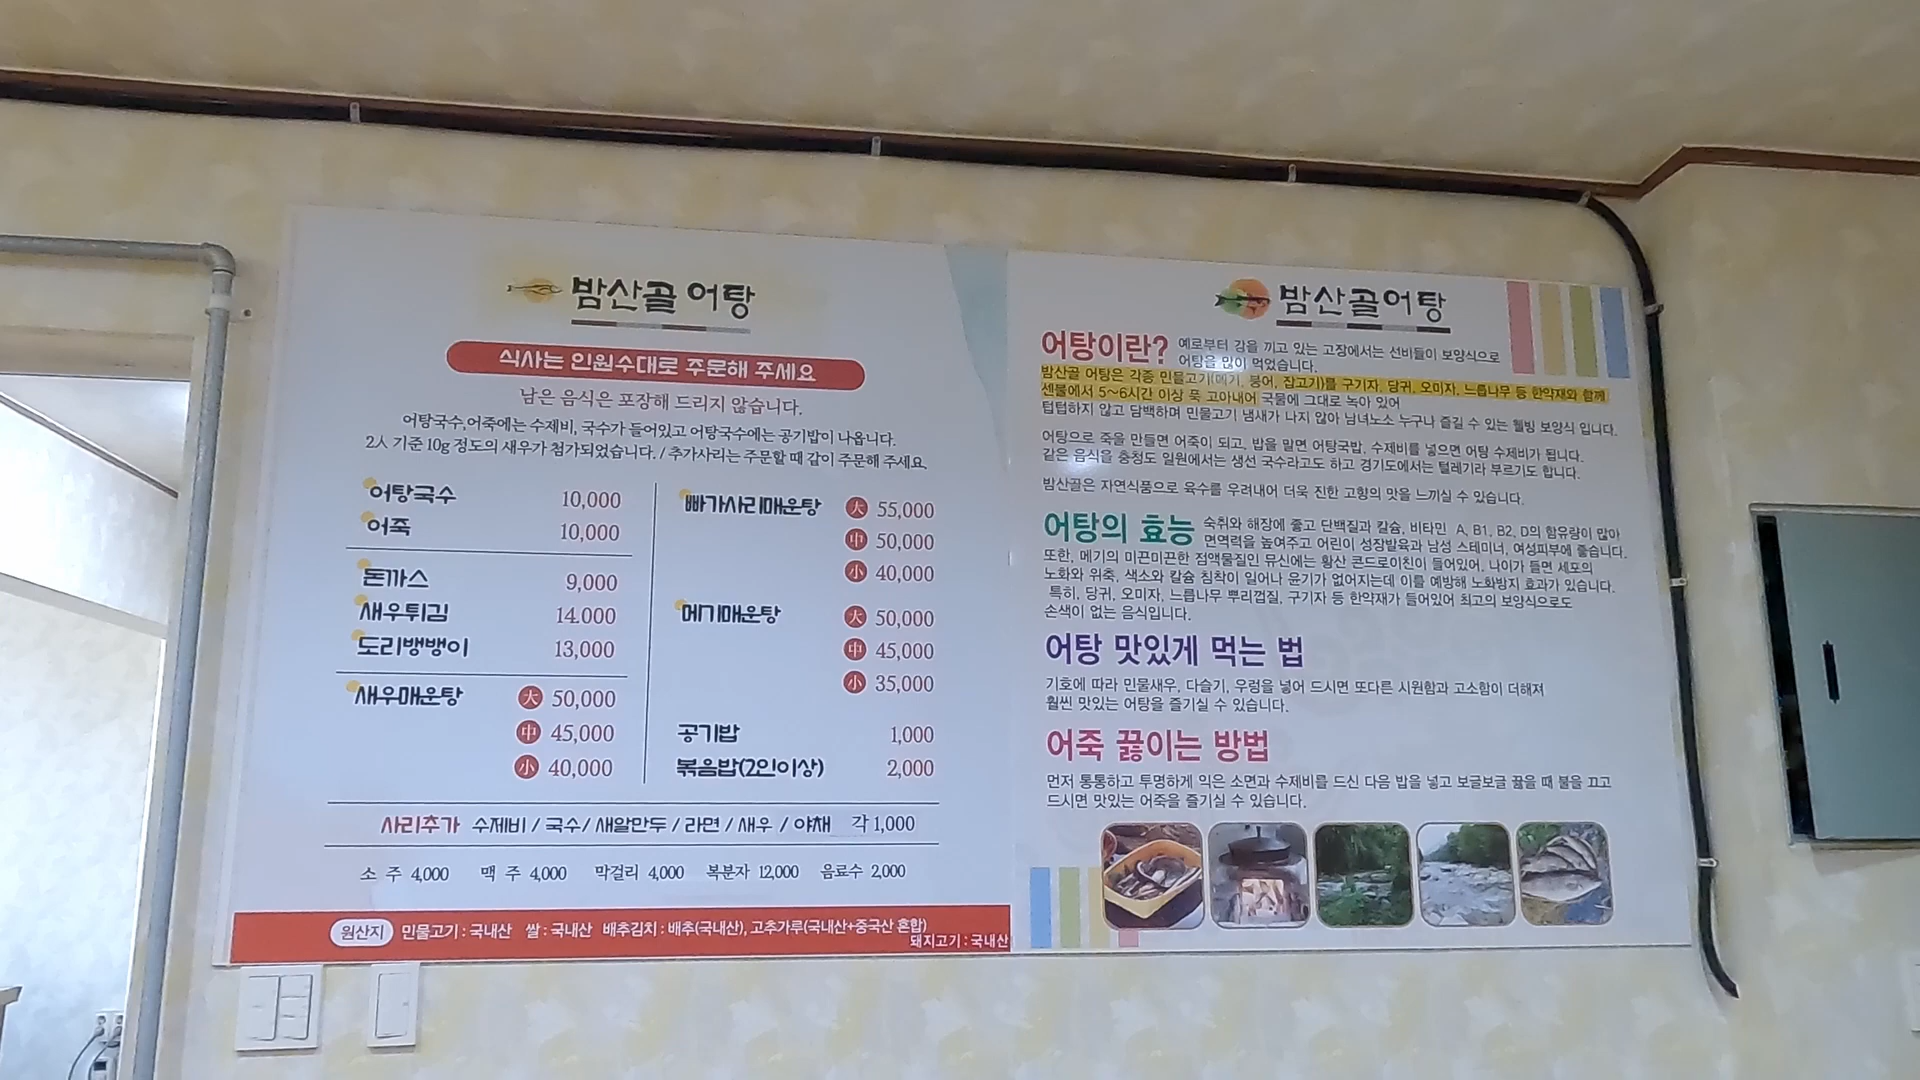 밤산골 어탕
식사는 인원수대로 주문해 주세요
남은 음식은 포장해 드리지 않습니다.
어탕국수,어죽에는 수제비, 국수가 들어있고 어탕국수에는 공기밥이 나옵니다.
2人 기준 10g 정도의 새우가 첨가되었습니다. / 추가사리는 주문할 때 같이 주문해 주세요.
어탕국수 10,000
어죽 10,000
돈까스 9,000
새우튀김 14.000
도리뱅뱅이 13,000
새우매운탕 大 50,000
中 45,000
小 40,000
빠가사리매운탕 大 55,000
中 50,000
小 40,000
메기매운탕 大 50,000
中 45,000
小 35,000
공기밥 1,000
볶음밥(2인이상) 2,000
사리추가 수제비 / 국수 / 새알만두 / 라면 / 새우 / 야채 각 1,000
소 주 4,000 맥 주 4,000 막걸리 4,000 복분자 12,000 음료수 2,000
원산지 민물고기 : 국내산 쌀 : 국내산 배추김치 : 배추(국내산), 고추가루(국내산+중국산 혼합)
돼지고기 : 국내산
밤산골어탕
어탕이란? 예로부터 강을 끼고 있는 고장에서는 선비들이 보양식으로
어탕을 많이 먹었습니다.
밤산골 어탕은 각종 민물고기(메기, 붕어, 잡고기)를 구기자, 당귀, 오미자, 느릅나무 등 한약재와 함께
센불에서 5~6시간 이상 푹 고아내어 국물에 그대로 녹아 있어
텁텁하지 않고 담백하며 민물고기 냄새가 나지 않아 남녀노소 누구나 즐길 수 있는 웰빙 보양식 입니다.
어탕으로 죽을 만들면 어죽이 되고, 밥을 말면 어탕국밥, 수제비를 넣으면 어탕 수제비가 됩니다.
같은 음식을 충청도 일원에서는 생선 국수라고도 하고 경기도에서는 털레기라 부르기도 합니다.
밤산골은 자연식품으로 육수를 우려내어 더욱 진한 고향의 맛을 느끼실 수 있습니다.
어탕의 효능 숙취와 해장에 좋고 단백질과 칼슘, 비타민 A, B1, B2, D의 함유량이 많아
면역력을 높여주고 어린이 성장발육과 남성 스테미너, 여성피부에 좋습니다.
또한, 메기의 미끈미끈한 점액물질인 뮤신에는 황산 콘드로이친이 들어있어, 나이가 들면 세포의
노화와 위축, 색소와 칼슘 침착이 일어나 윤기가 없어지는데 이를 예방해 노화방지 효과가 있습니다.
특히, 당귀, 오미자, 느릅나무 뿌리껍질, 구기자 등 한약재가 들어있어 최고의 보양식으로도
손색이 없는 음식입니다.
어탕 맛있게 먹는 법
기호에 따라 민물새우, 다슬기, 우렁을 넣어 드시면 또다른 시원함과 고소함이 더해져
훨씬 맛있는 어탕을 즐기실 수 있습니다.
어죽 끓이는 방법
먼저 통통하고 투명하게 익은 소면과 수제비를 드신 다음 밥을 넣고 보글보글 끓을 때 불을 끄고
드시면 맛있는 어죽을 즐기실 수 있습니다.